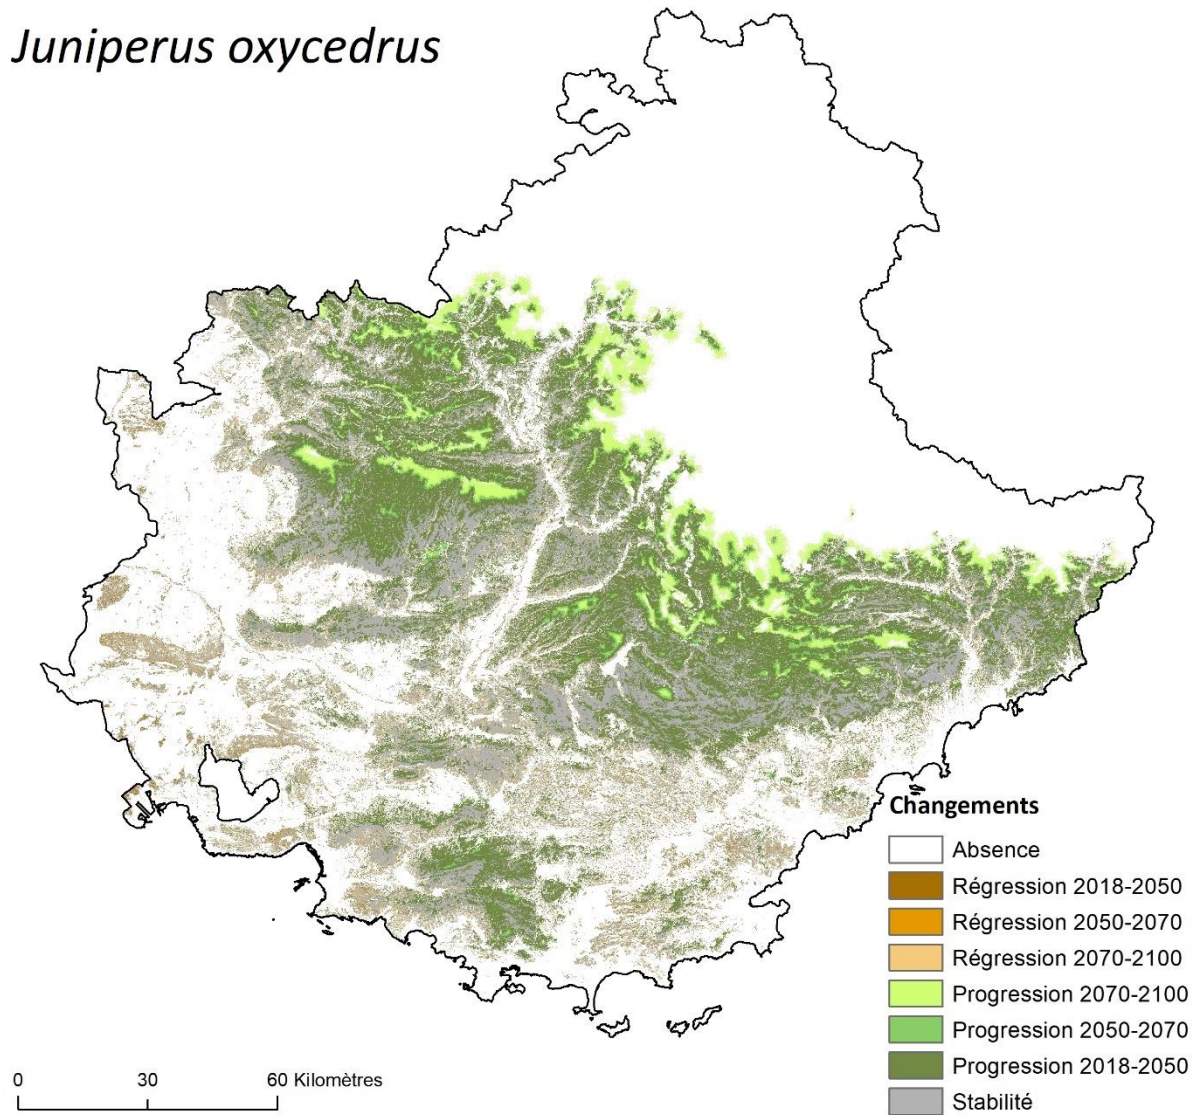 Juniperus oxycedrus
Changements
Absence
Régression 2018-2050
Régression 2050-2070
Régression 2070-2100
Progression 2070-2100
Progression 2050-2070
Progression 2018-2050
Stabilité
0 30 60 Kilomètres